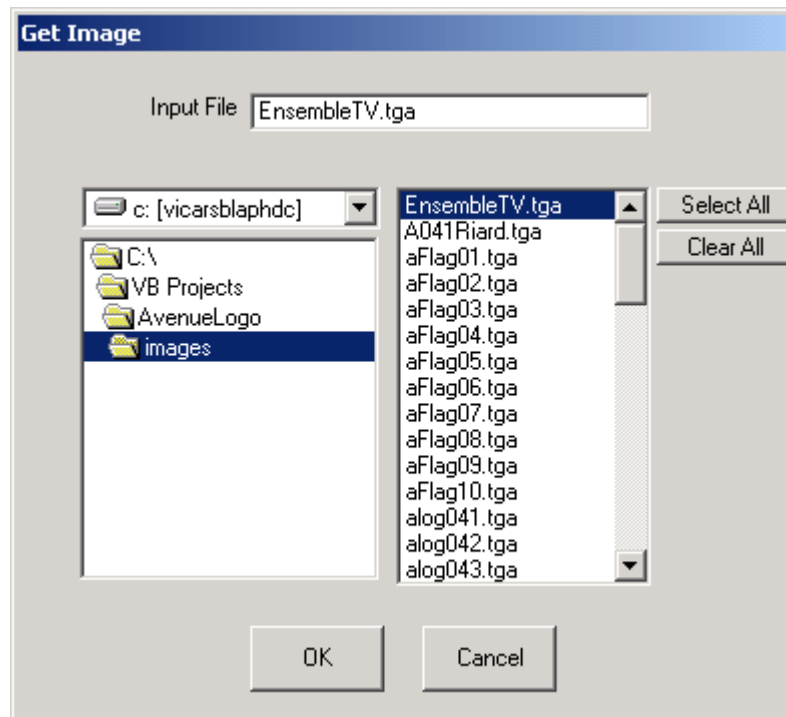 Get Image
Input File EnsembleTV.tga
c: [vicarsblaphdc]
C:\
VB Projects
AvenueLogo
images
EnsembleTV.tga
A041Riard.tga
aFlag01.tga
aFlag02.tga
aFlag03.tga
aFlag04.tga
aFlag05.tga
aFlag06.tga
aFlag07.tga
aFlag08.tga
aFlag09.tga
aFlag10.tga
alog041.tga
alog042.tga
alog043.tga
Select All
Clear All
OK Cancel